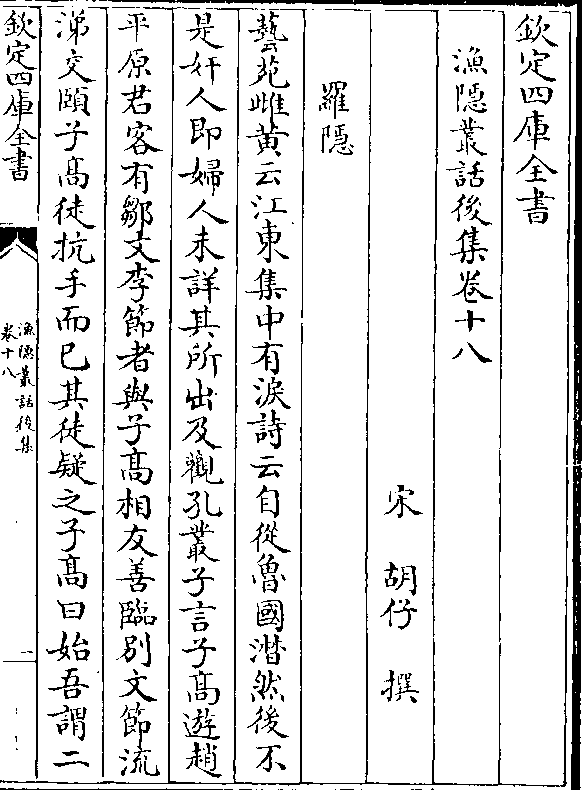 欽定四庫全書
漁隱叢話後集卷十八
宋 胡仔 撰
羅隱
藝苑雌黄云江東集中有淚詩云自從魯國潸然後不
是奸人即婦人未詳其所出及觀孔叢子言子髙遊趙
平原君客有鄒文李節者與子髙相友善臨别文節流
涕交頤子髙徒抗手而已其徒疑之子髙曰始吾謂二
欽定四庫全書
漁隱叢話後集
卷十八
一